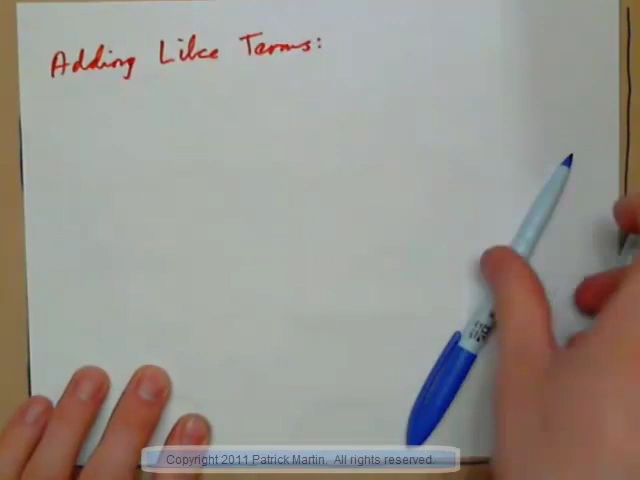 Adding Like Terms:
Copyright 2011 Patrick Martin. All rights reserved.